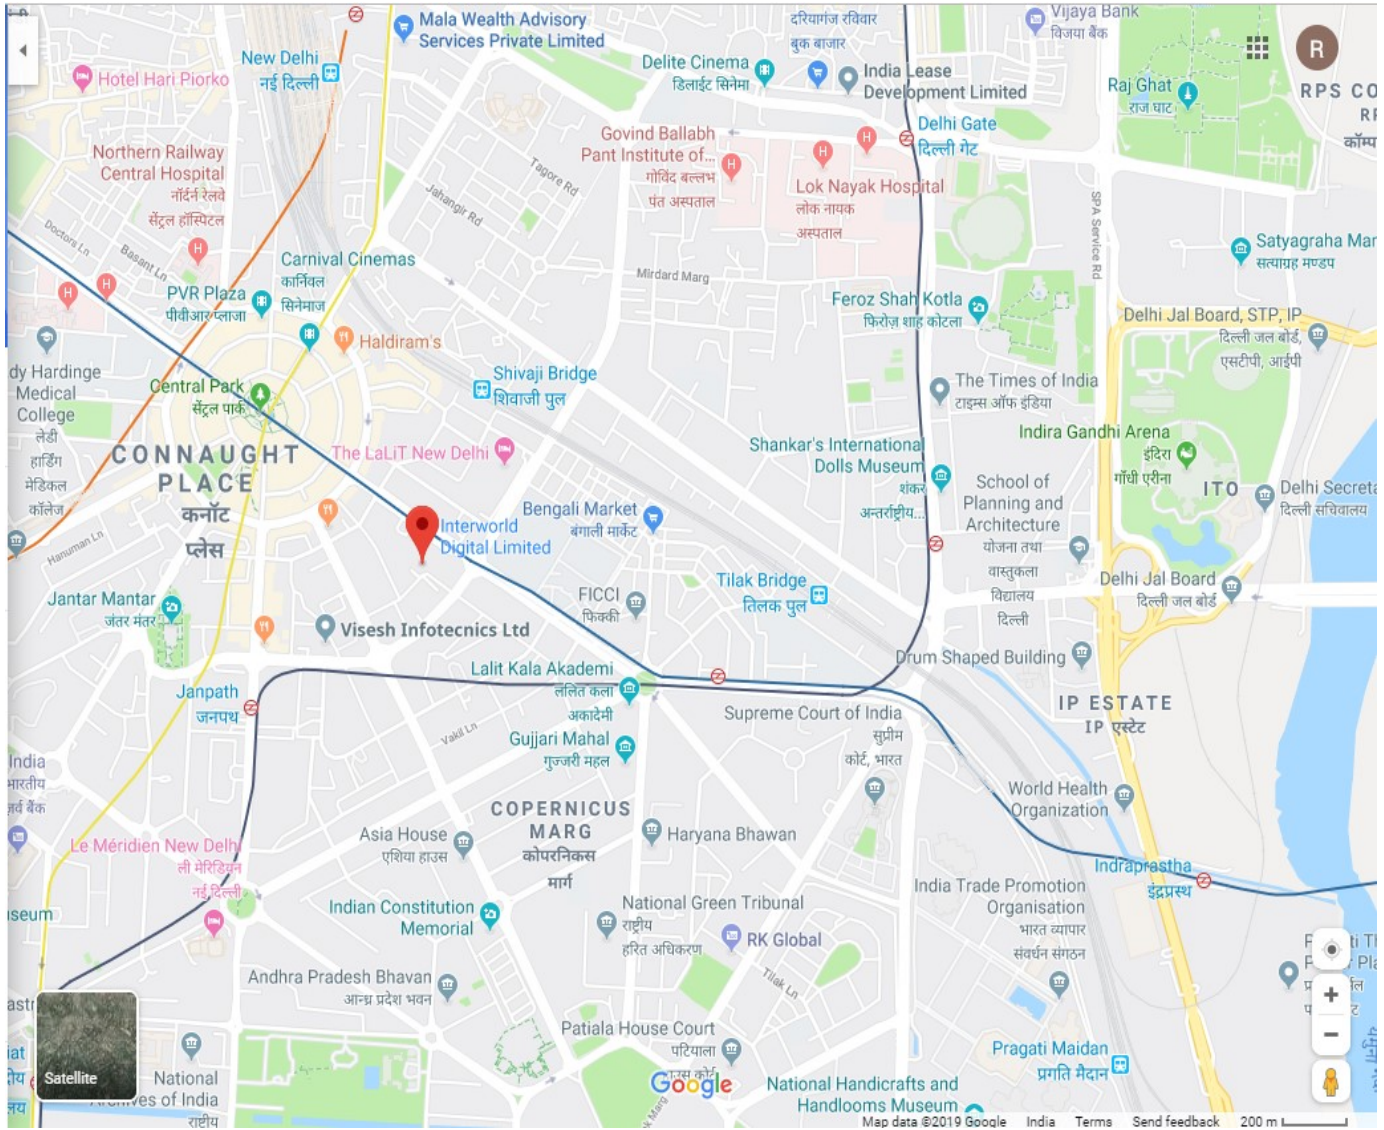 Mala Wealth Advisory
Services Private Limited
दरियागंज रविवार
बुक बाजार
Vijaya Bank
विजया बैंक
R
New Delhi
नई दिल्ली
Hotel Hari Piorko
Delite Cinema
डिलाईट सिनेमा
India Lease
Development Limited
Raj Ghat
राज घाट
RPS CO
Delhi Gate
दिल्ली गेट
Govind Ballabh
Pant Institute of...
गोविंद बल्लभ
पंत अस्पताल
Northern Railway
Central Hospital
नॉर्दर्न रेलवे
सेंट्रल हॉस्पिटल
Lok Nayak Hospital
लोक नायक
अस्पताल
Tagore Rd
Jahangir Rd
SPA Service Rd
Doctors Ln
Basant Ln
Carnival Cinemas
कार्निवल
सिनेमाज
Mirdard Marg
Satyagraha Man
सत्याग्रह मण्डप
PVR Plaza
पीवीआर प्लाजा
Feroz Shah Kotla
फिरोज़ शाह कोटला
Delhi Jal Board, STP, IP
दिल्ली जल बोर्ड,
एसटीपी, आईपी
Haldiram's
dy Hardinge
Medical
College
लेडी
हार्डिंग
मेडिकल
कॉलेज
Central Park
सेंट्रल पार्क
Shivaji Bridge
शिवाजी पुल
The Times of India
टाइम्स ऑफ इंडिया
CONNAUGHT
PLACE
कनॉट
प्लेस
The LaLiT New Delhi
Shankar's International
Dolls Museum
शंकर
अन्तर्राष्ट्रीय...
Indira Gandhi Arena
इंदिरा
गाँधी एरीना
ITO
School of
Planning and
Architecture
योजना तथा
वास्तुकला
विद्यालय
दिल्ली
Delhi Secreta
दिल्ली सचिवालय
Interworld
Digital Limited
Bengali Market
बंगाली मार्केट
Hanuman Ln
Jantar Mantar
जंतर मंतर
FICCI
फिक्की
Tilak Bridge
तिलक पुल
Delhi Jal Board
दिल्ली जल बोर्ड
Visesh Infotecnics Ltd
Drum Shaped Building
Lalit Kala Akademi
ललित कला
अकादेमी
Janpath
जनपथ
Vakil Ln
Gujjari Mahal
गुज्जरी महल
Supreme Court of India
सुप्रीम
कोर्ट, भारत
IP ESTATE
IP एस्टेट
India
भारतीय
World Health
Organization
COPERNICUS
MARG
कोपरनिकस
मार्ग
Asia House
एशिया हाउस
Haryana Bhawan
Le Méridien New Delhi
ली मेरिडियन
नई दिल्ली
Indraprastha
इंद्रप्रस्थ
India Trade Promotion
Organisation
भारत व्यापार
संवर्धन संगठन
Indian Constitution
Memorial
National Green Tribunal
राष्ट्रीय
हरित अधिकरण
RK Global
Andhra Pradesh Bhavan
आन्ध्र प्रदेश भवन
Tilak Ln
Patiala House Court
पटियाला
हाउस कोर्ट
Pragati Maidan
प्रगति मैदान
Satellite
National
Archives of India
राष्ट्रीय
Google
National Handicrafts and
Handlooms Museum
Map data ©2019 Google India Terms Send feedback 200 m